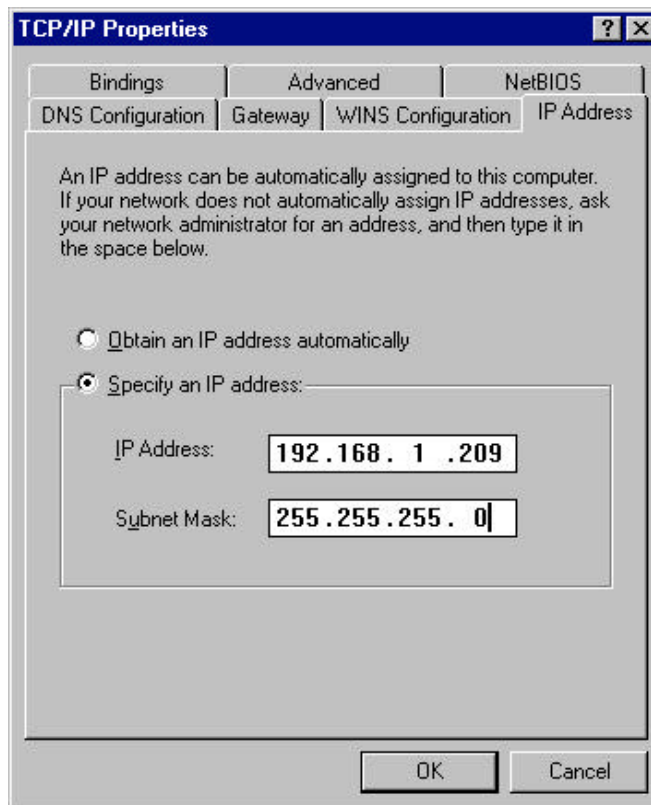 TCP/IP Properties
Bindings Advanced NetBIOS
DNS Configuration Gateway WINS Configuration IP Address
An IP address can be automatically assigned to this computer.
If your network does not automatically assign IP addresses, ask
your network administrator for an address, and then type it in
the space below.
Obtain an IP address automatically
Specify an IP address:
IP Address: 192.168. 1 .209
Subnet Mask: 255.255.255. 0
OK Cancel